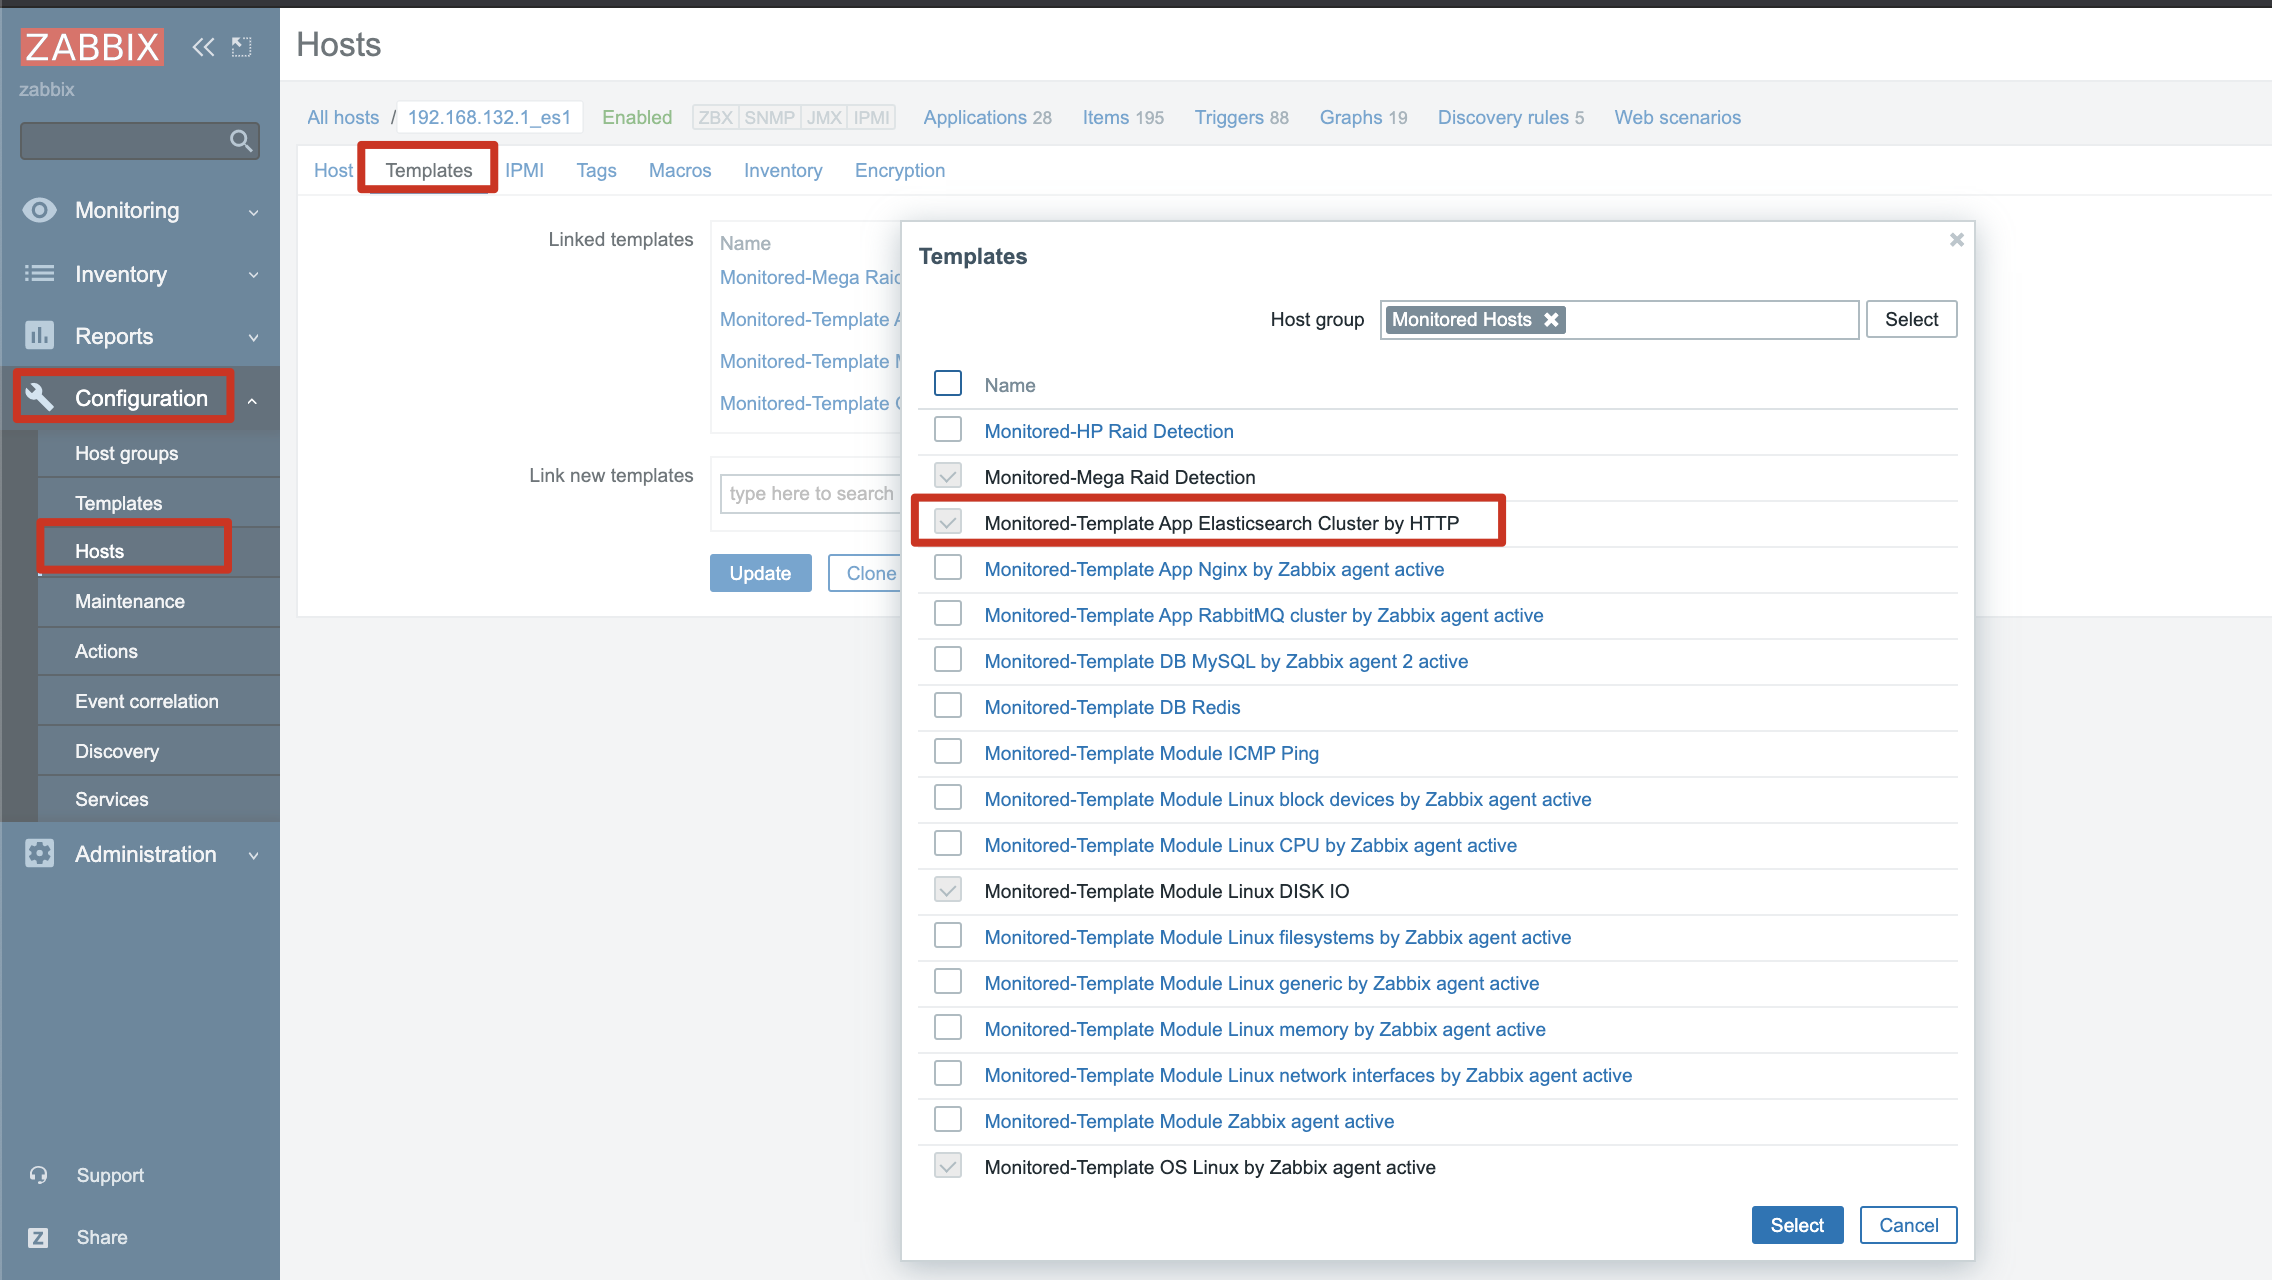 ZABBIX
zabbix
Monitoring
Inventory
Reports
Configuration
Host groups
Templates
Hosts
Maintenance
Actions
Event correlation
Discovery
Services
Administration
Support
Z Share
Hosts
All hosts / 192.168.132.1_es1 Enabled ZBX SNMP JMX IPMI Applications 28 Items 195 Triggers 88 Graphs 19 Discovery rules 5 Web scenarios
Host Templates IPMI Tags Macros Inventory Encryption
Linked templates
Name
Monitored-Mega Raid
Monitored-Template
Monitored-Template
Monitored-Template
Link new templates
type here to search
Update Clone
Templates
Host group Monitored Hosts Select
Name
Monitored-HP Raid Detection
Monitored-Mega Raid Detection
Monitored-Template App Elasticsearch Cluster by HTTP
Monitored-Template App Nginx by Zabbix agent active
Monitored-Template App RabbitMQ cluster by Zabbix agent active
Monitored-Template DB MySQL by Zabbix agent 2 active
Monitored-Template DB Redis
Monitored-Template Module ICMP Ping
Monitored-Template Module Linux block devices by Zabbix agent active
Monitored-Template Module Linux CPU by Zabbix agent active
Monitored-Template Module Linux DISK IO
Monitored-Template Module Linux filesystems by Zabbix agent active
Monitored-Template Module Linux generic by Zabbix agent active
Monitored-Template Module Linux memory by Zabbix agent active
Monitored-Template Module Linux network interfaces by Zabbix agent active
Monitored-Template Module Zabbix agent active
Monitored-Template OS Linux by Zabbix agent active
Select Cancel